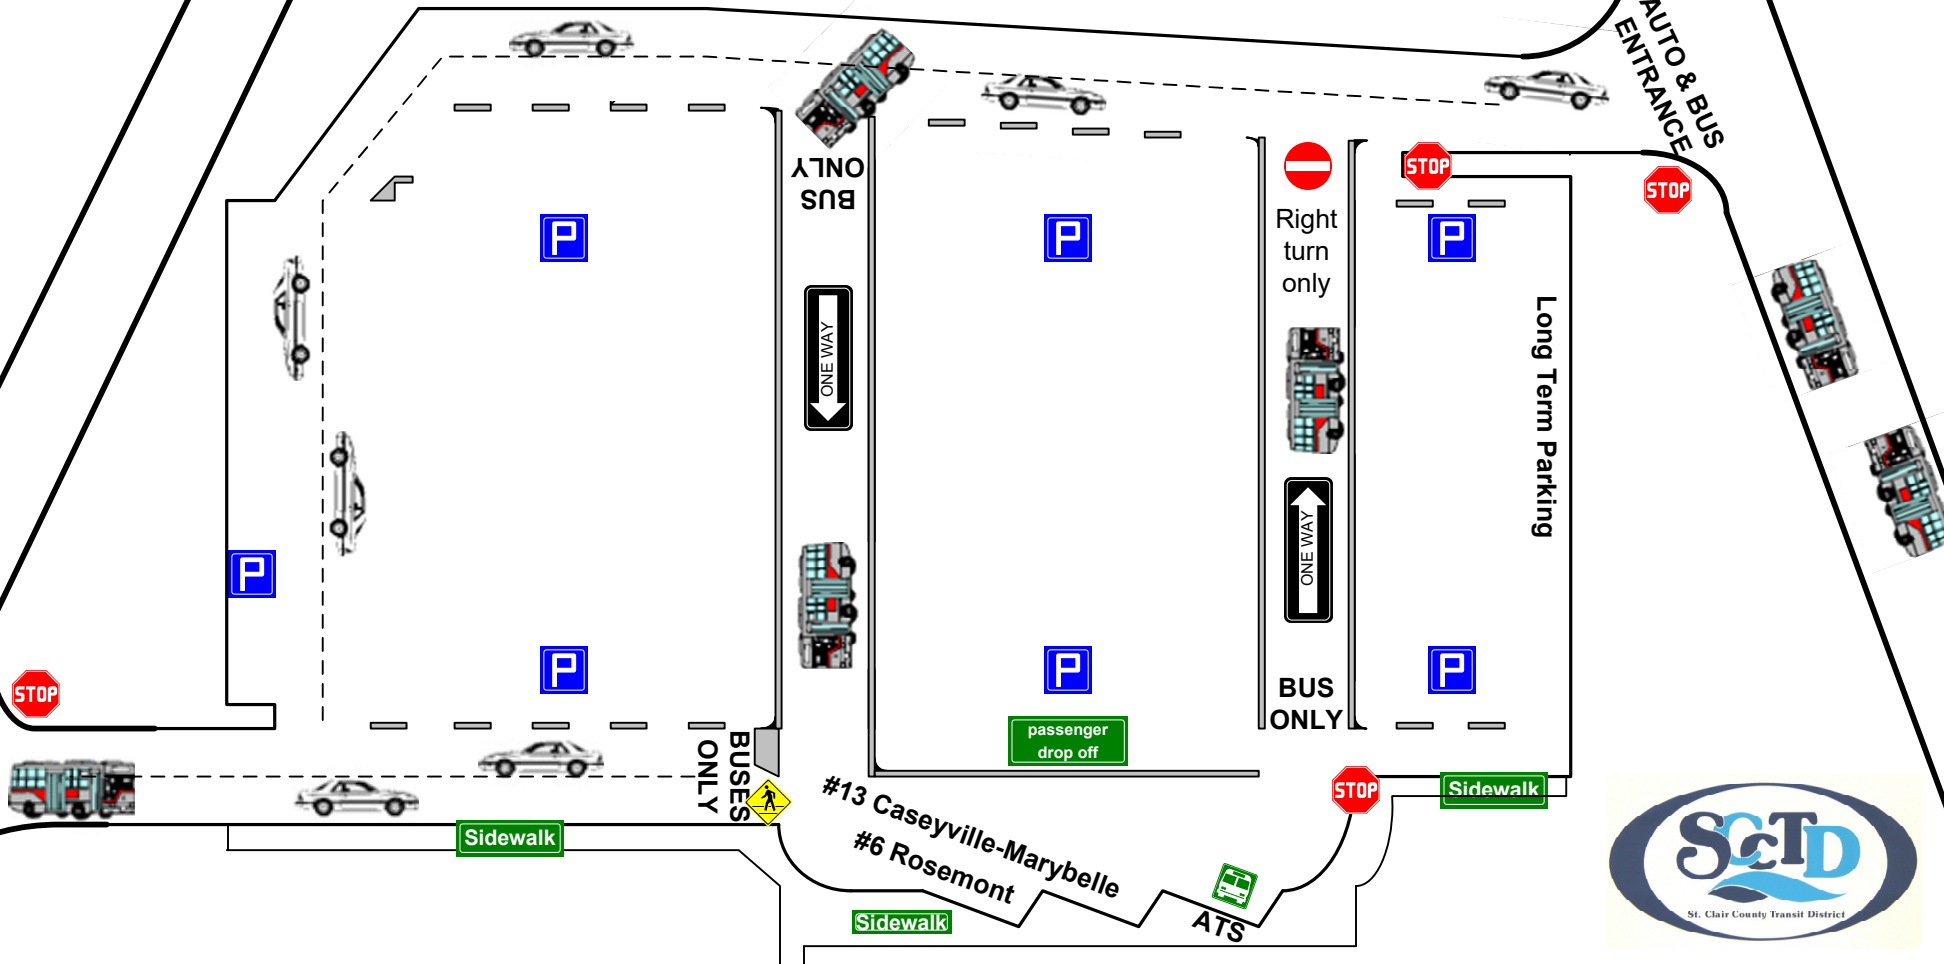 AUTO & BUS
ENTRANCE
BUS
ONLY
STOP
STOP
P
P
P
Right
turn
only
ONE WAY
Long Term Parking
ONE WAY
P
P
P
P
STOP
BUS
ONLY
passenger
drop off
BUSES
ONLY
STOP
Sidewalk
#13 Caseyville-Marybelle
#6 Rosemont
Sidewalk
Sidewalk
ATS
SCCTD
St. Clair County Transit District